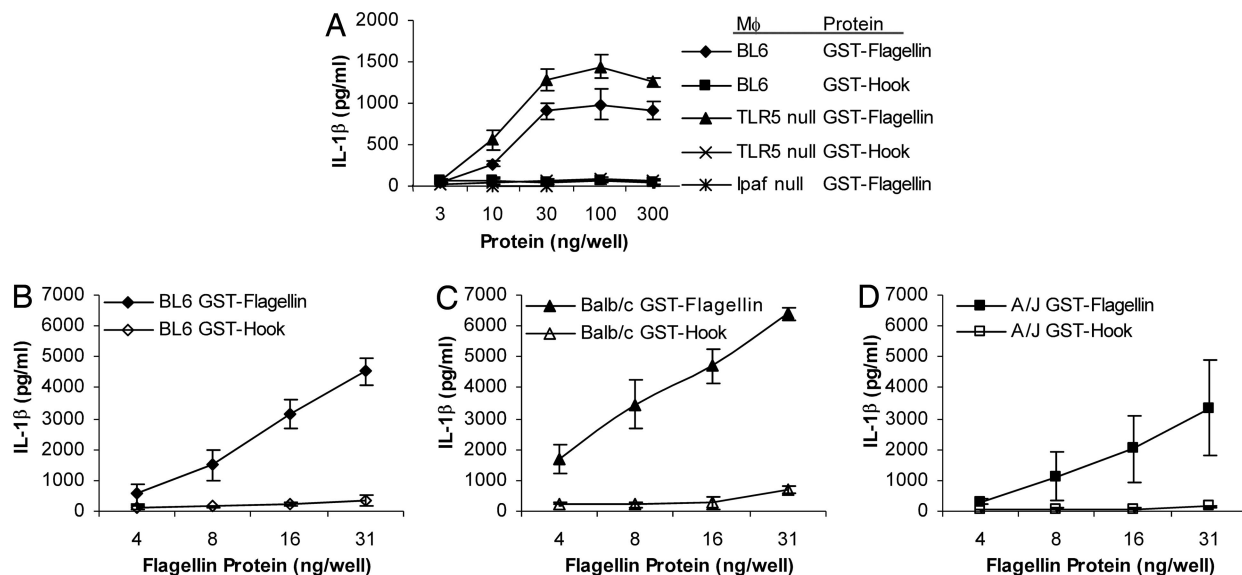 A
2000
1500
1000
500
0
IL-1β (pg/ml)
3 10 30 100 300
Protein (ng/well)
Mϕ Protein
BL6 GST-Flagellin
BL6 GST-Hook
TLR5 null GST-Flagellin
TLR5 null GST-Hook
Ipaf null GST-Flagellin
B
7000
6000
5000
4000
3000
2000
1000
0
IL-1β (pg/ml)
BL6 GST-Flagellin
BL6 GST-Hook
4 8 16 31
Flagellin Protein (ng/well)
C
7000
6000
5000
4000
3000
2000
1000
0
IL-1β (pg/ml)
Balb/c GST-Flagellin
Balb/c GST-Hook
4 8 16 31
Flagellin Protein (ng/well)
D
7000
6000
5000
4000
3000
2000
1000
0
IL-1β (pg/ml)
A/J GST-Flagellin
A/J GST-Hook
4 8 16 31
Flagellin Protein (ng/well)